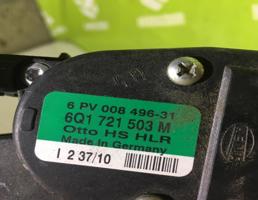 6 PV 008 496-31
6Q1 721 503 M
Otto HS HLR
Made in Germany
I 2 37/10